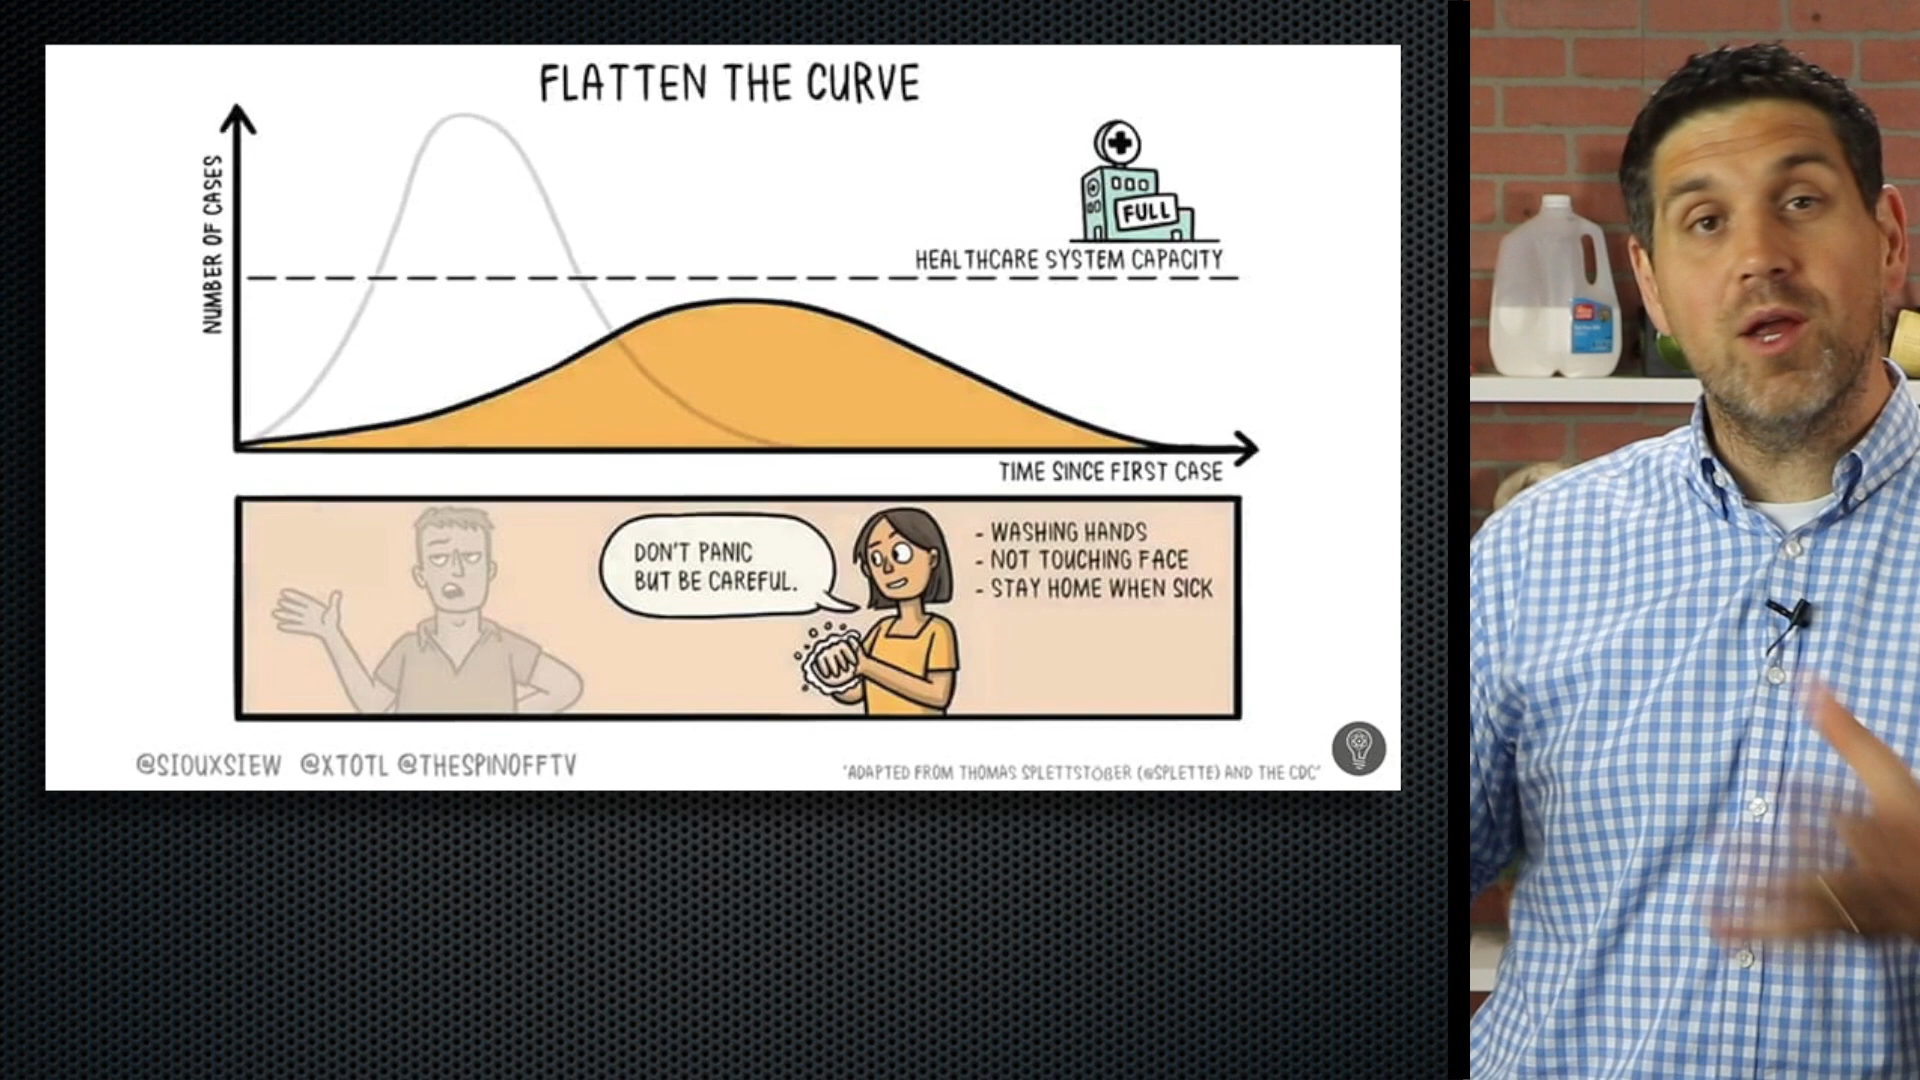 FLATTEN THE CURVE
NUMBER OF CASES
FULL
HEALTHCARE SYSTEM CAPACITY
TIME SINCE FIRST CASE
DON'T PANIC
BUT BE CAREFUL.
- WASHING HANDS
- NOT TOUCHING FACE
- STAY HOME WHEN SICK
@SIOUXSIEW @XTOTL @THESPINOFFTV
"ADAPTED FROM THOMAS SPLETTSTÖßER (@SPLETTE) AND THE CDC"